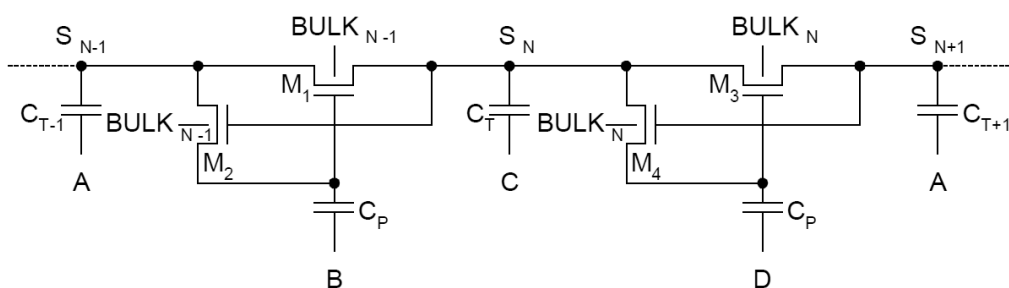 BULK N-1
BULK N
S N-1
S N
S N+1
M1
M3
CT-1
BULK N-1
CT
BULK N
CT+1
M2
M4
A
C
A
CP
CP
B
D